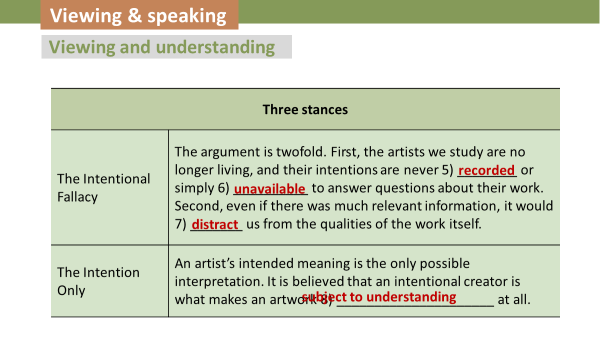 Viewing & speaking
Viewing and understanding
Three stances
The Intentional
Fallacy
The argument is twofold. First, the artists we study are no
longer living, and their intentions are never 5) recorded or
simply 6) unavailable to answer questions about their work.
Second, even if there was much relevant information, it would
7) distract us from the qualities of the work itself.
The Intention
Only
An artist's intended meaning is the only possible
interpretation. It is believed that an intentional creator is
what makes an artwork 8) subject to understanding at all.